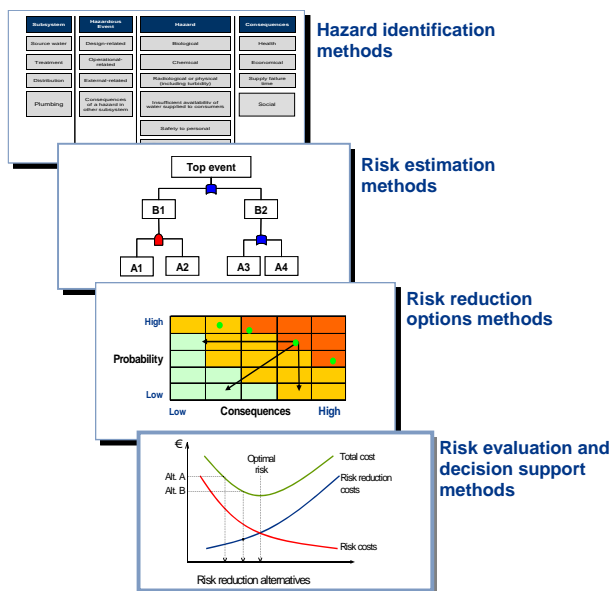 Hazard identification
methods
Subsystem
Hazardous
Event
Hazard
Consequences
Source water
Design-related
Biological
Health
Treatment
Operational-
related
Chemical
Economical
Distribution
External-related
Radiological or physical
(including turbidity)
Supply failure
time
Plumbing
Consequences
of a hazard in
other subsystem
Insufficient availability of
water supplied to consumers
Social
Safety to personal
Risk estimation
methods
Top event
B1
B2
A1
A2
A3
A4
Risk reduction
options methods
High
Probability
Low
Low
Consequences
High
Risk evaluation and
decision support
methods
€
Optimal
risk
Total cost
Alt. A
Alt. B
Risk reduction
costs
Risk costs
Risk reduction alternatives